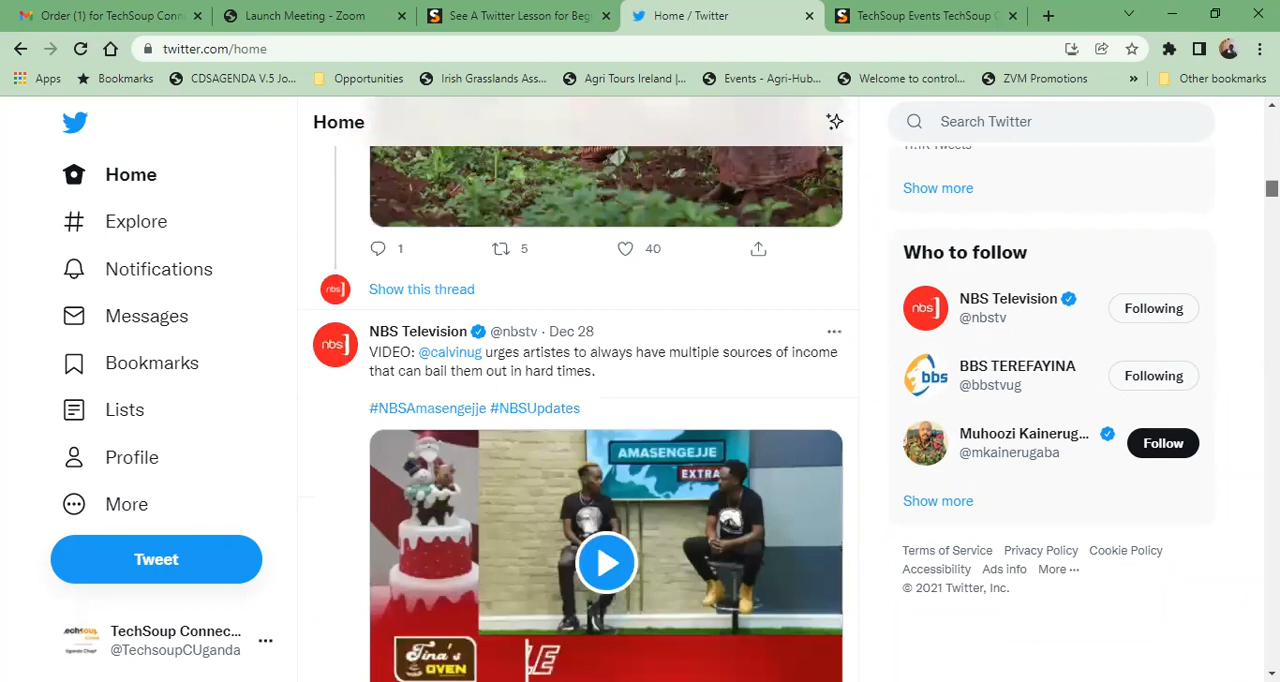 Order (1) for TechSoup Conn
Launch Meeting - Zoom
See A Twitter Lesson for Beg
Home / Twitter
TechSoup Events TechSoup C
twitter.com/home
Apps
Bookmarks
CDSAGENDA V.5 Jo...
Opportunities
Irish Grasslands Ass...
Agri Tours Ireland |...
Events - Agri-Hub...
Welcome to control...
ZVM Promotions
»
Other bookmarks
Home
Explore
Notifications
Messages
Bookmarks
Lists
Profile
More
Tweet
TechSoup Connec...
@TechsoupCUganda
Home
1 5 40
Show this thread
NBS Television @nbstv · Dec 28
VIDEO: @calvinug urges artistes to always have multiple sources of income
that can bail them out in hard times.
#NBSAmasengejje #NBSUpdates
AMASENGEJJE
EXTRA
Tina's
OVEN
Search Twitter
Show more
Who to follow
nbs
NBS Television
@nbstv
Following
bbs
BBS TEREFAYINA
@bbstvug
Following
Muhoozi Kainerug...
@mkainerugaba
Follow
Show more
Terms of Service Privacy Policy Cookie Policy
Accessibility Ads info More ···
© 2021 Twitter, Inc.